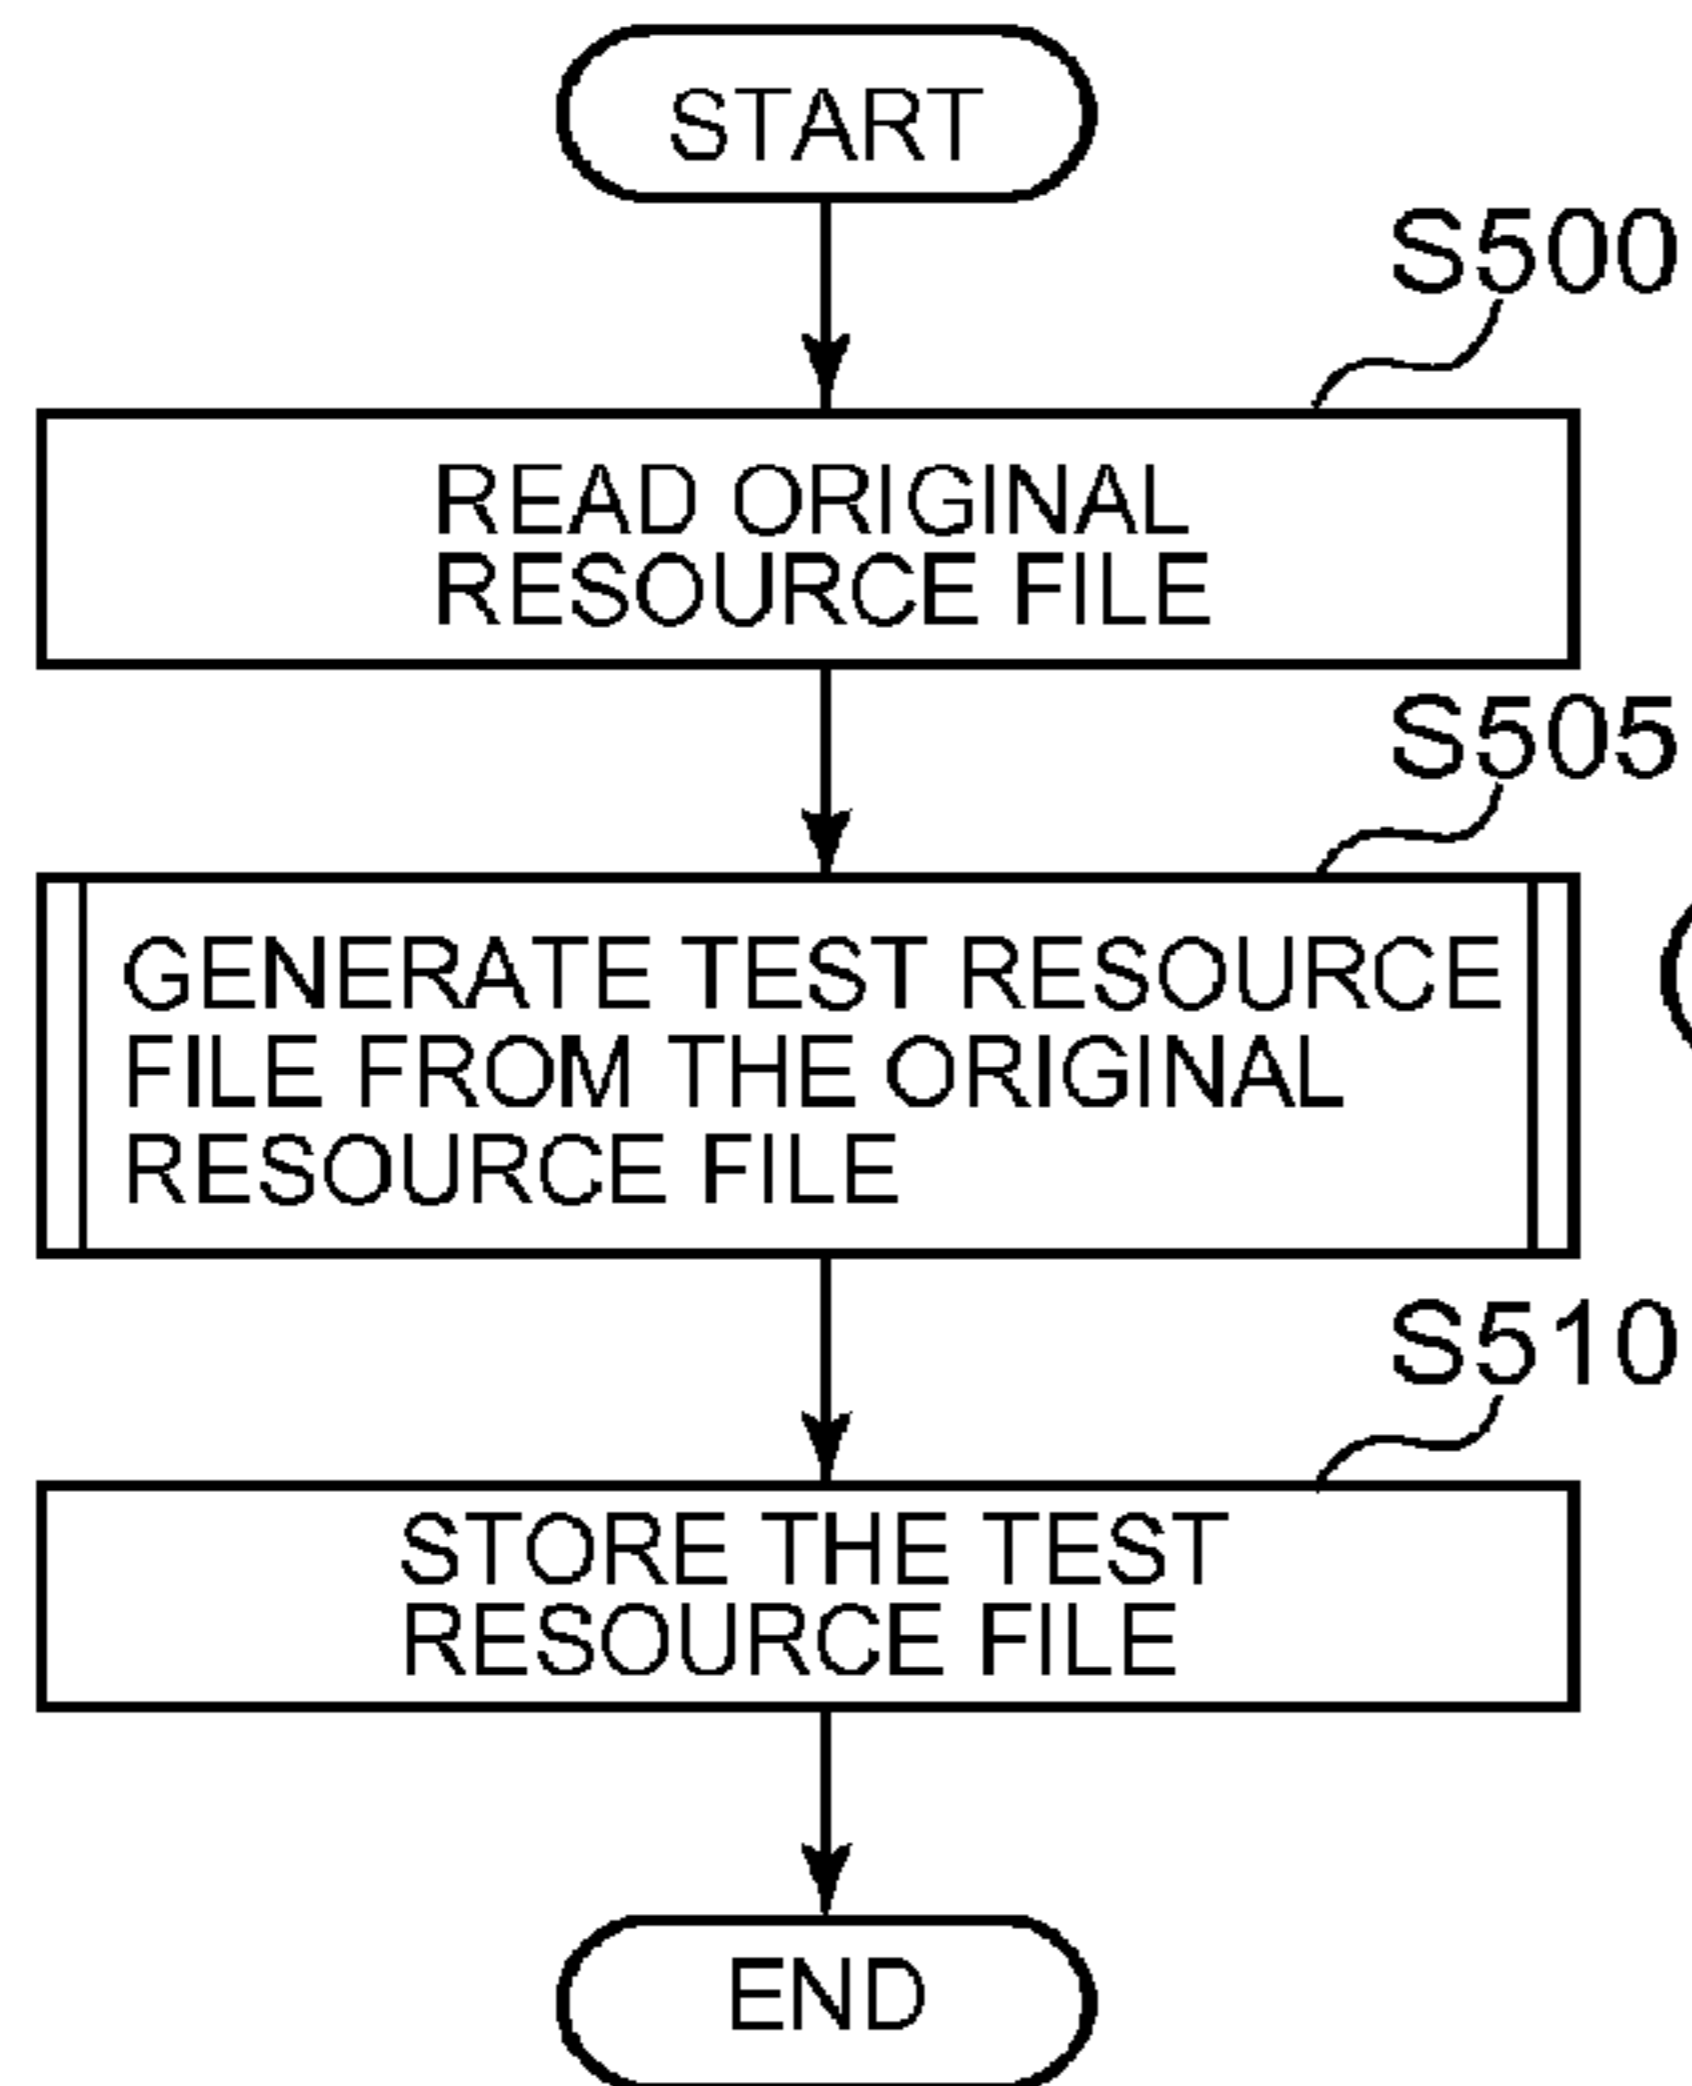 START
S500
READ ORIGINAL
RESOURCE FILE
S505
GENERATE TEST RESOURCE
FILE FROM THE ORIGINAL
RESOURCE FILE
S510
STORE THE TEST
RESOURCE FILE
END